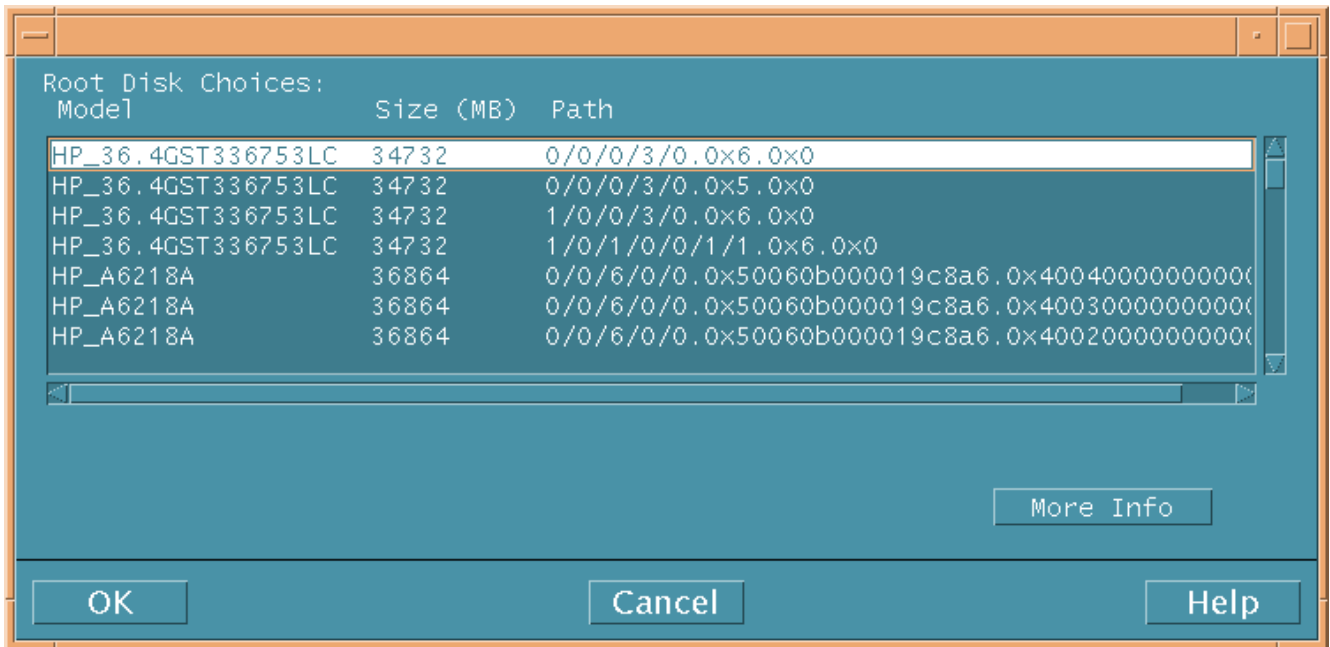 Root Disk Choices:
Model Size (MB) Path
HP_36.4GST336753LC 34732 0/0/0/3/0.0x6.0x0
HP_36.4GST336753LC 34732 0/0/0/3/0.0x5.0x0
HP_36.4GST336753LC 34732 1/0/0/3/0.0x6.0x0
HP_36.4GST336753LC 34732 1/0/1/0/0/1/1.0x6.0x0
HP_A6218A 36864 0/0/6/0/0.0x50060b000019c8a6.0x400400000000000
HP_A6218A 36864 0/0/6/0/0.0x50060b000019c8a6.0x400300000000000
HP_A6218A 36864 0/0/6/0/0.0x50060b000019c8a6.0x400200000000000
More Info
OK Cancel Help